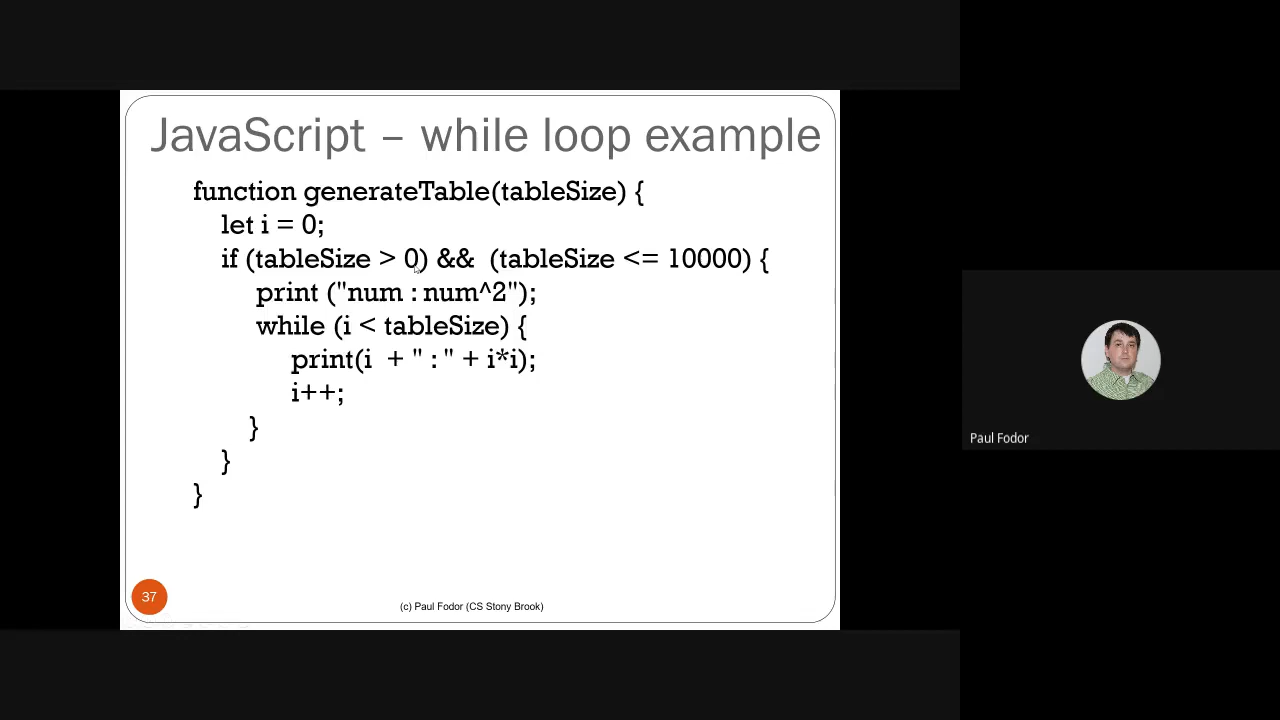 JavaScript – while loop example
function generateTable(tableSize) {
let i = 0;
if (tableSize > 0) && (tableSize <= 10000) {
print ("num : num^2");
while (i < tableSize) {
print(i + " : " + i*i);
i++;
}
}
}
37
(c) Paul Fodor (CS Stony Brook)
Paul Fodor